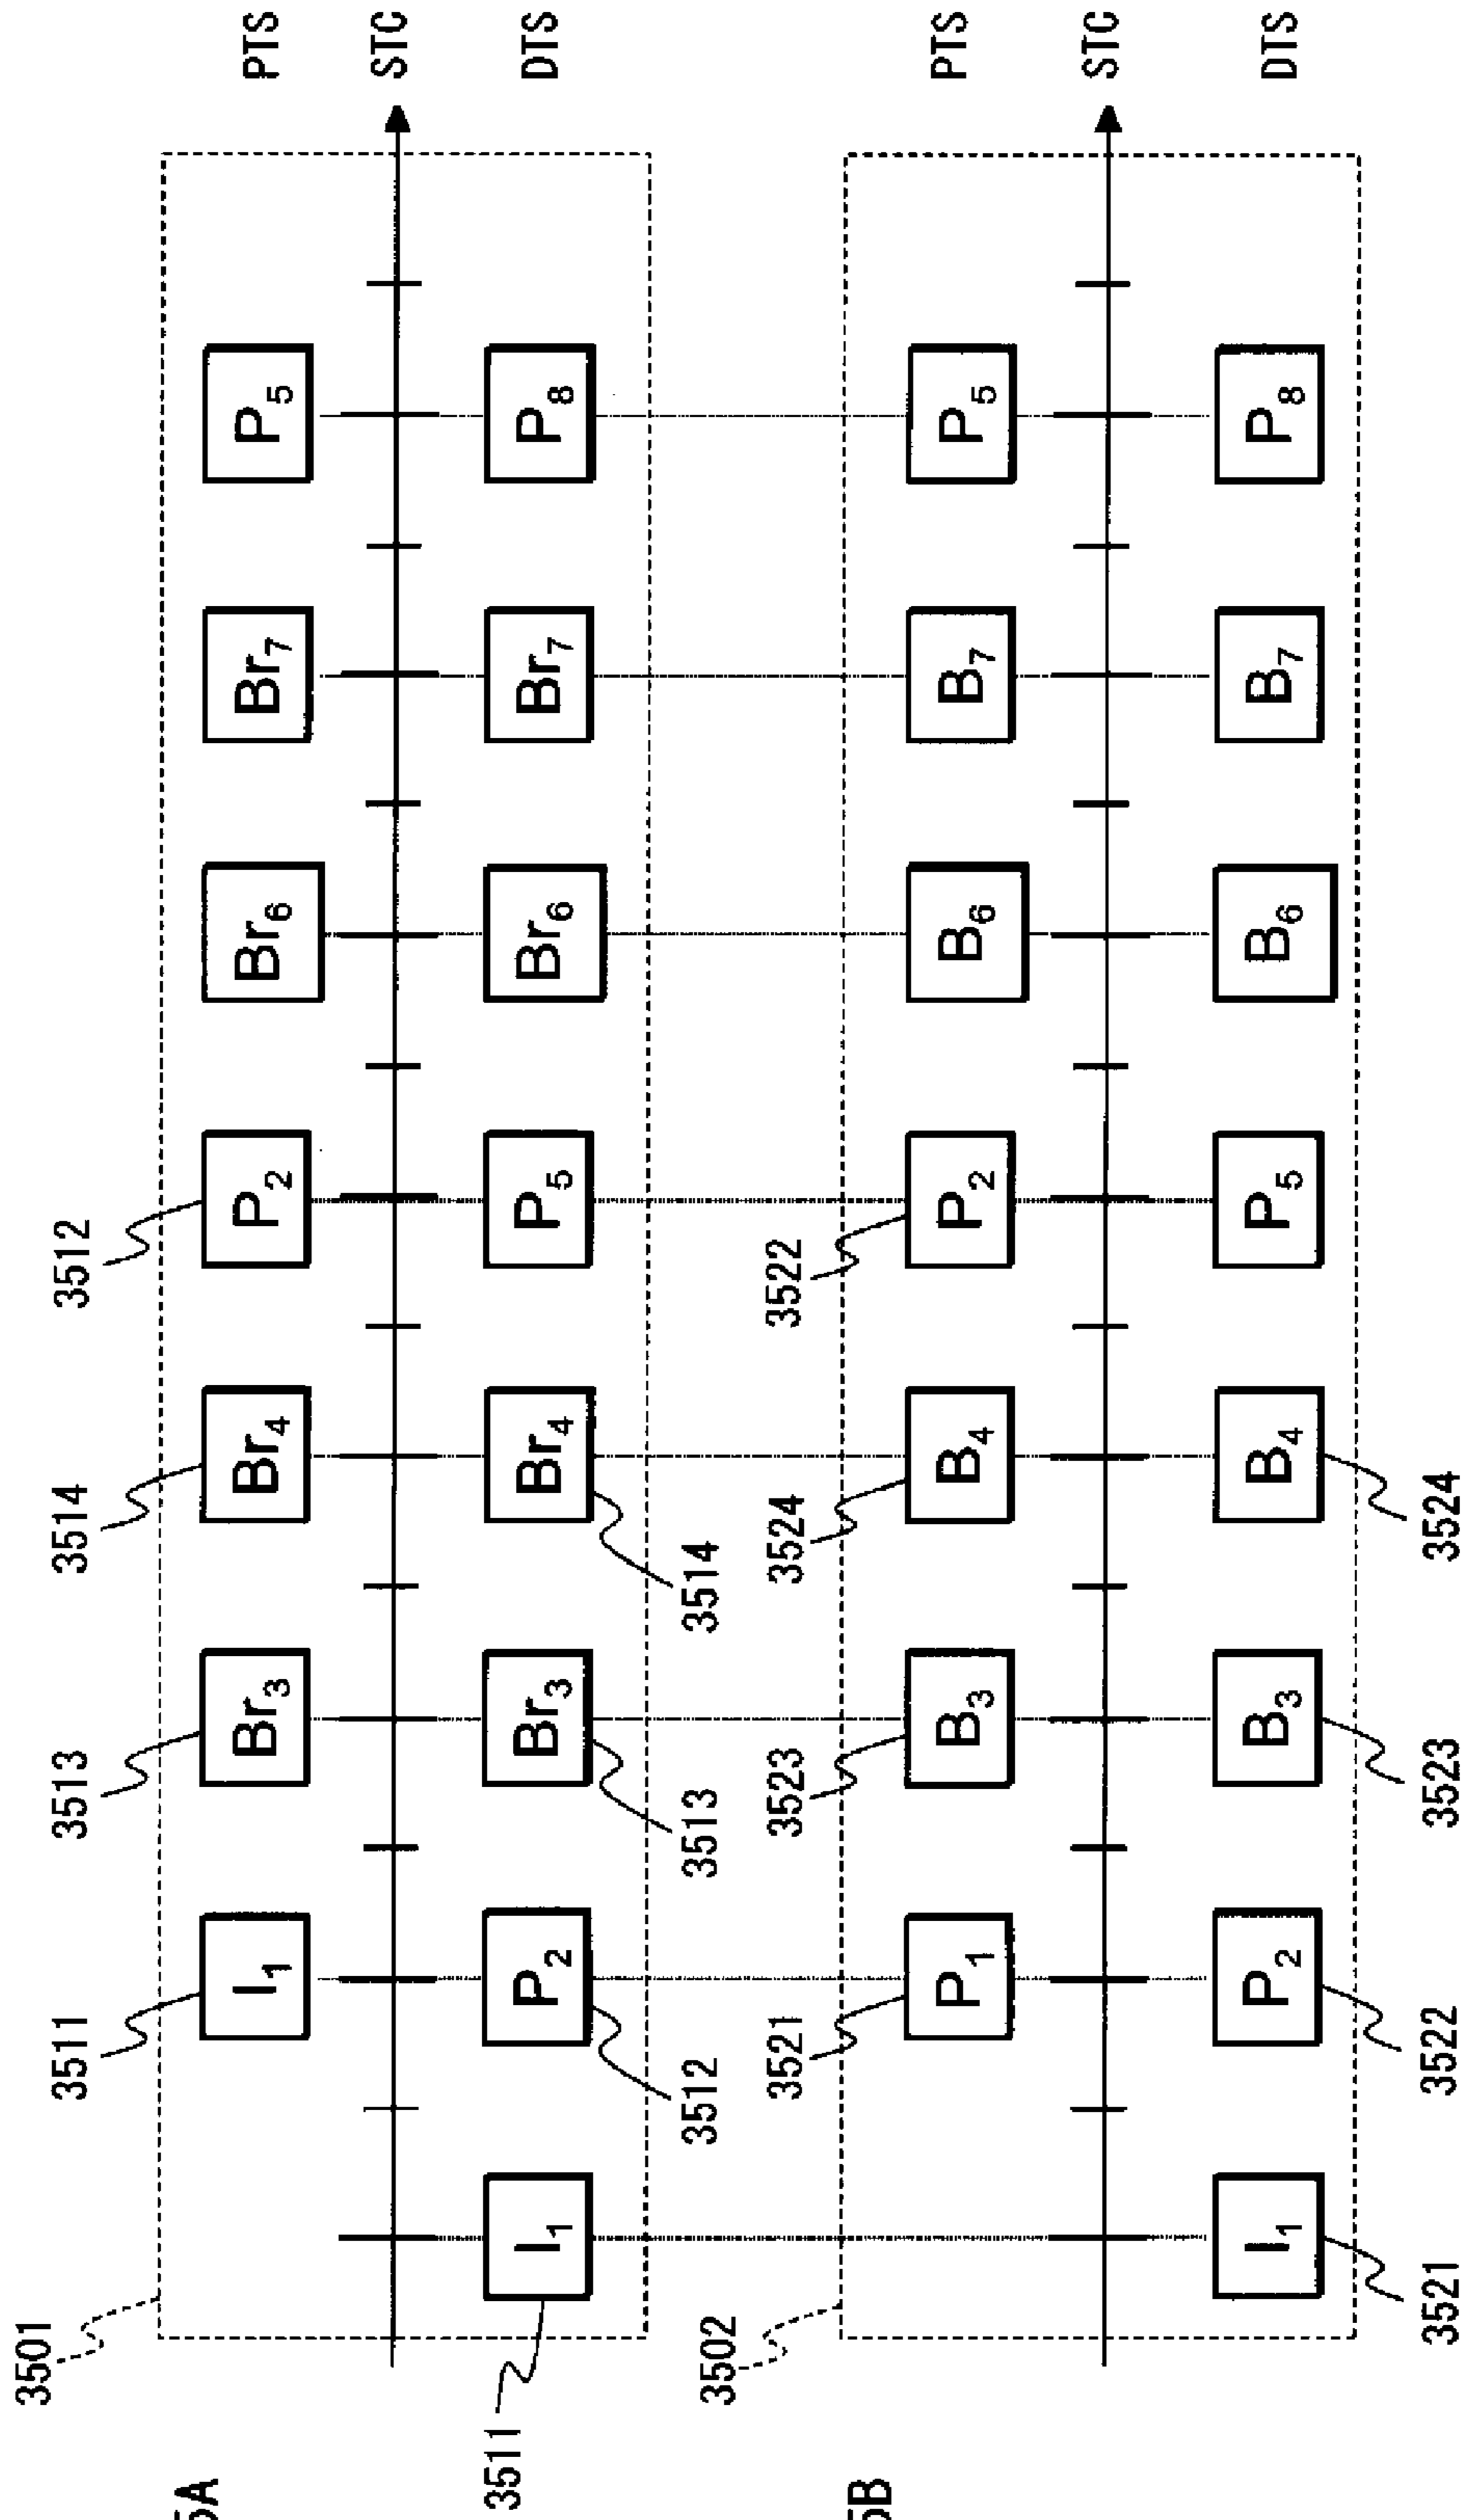 3501 3511 3513 3514 3512
5A
I1 Br3 Br4 P2 Br6 Br7 P5 PTS
STC
3511 I1 P2 Br3 Br4 P5 Br6 Br7 P8 DTS
3512 3513 3514
3502 3521 3523 3524 3522
5B
P1 B3 B4 P2 B6 B7 P5 PTS
STC
I1 P2 B3 B4 P5 B6 B7 P8 DTS
3521 3522 3523 3524